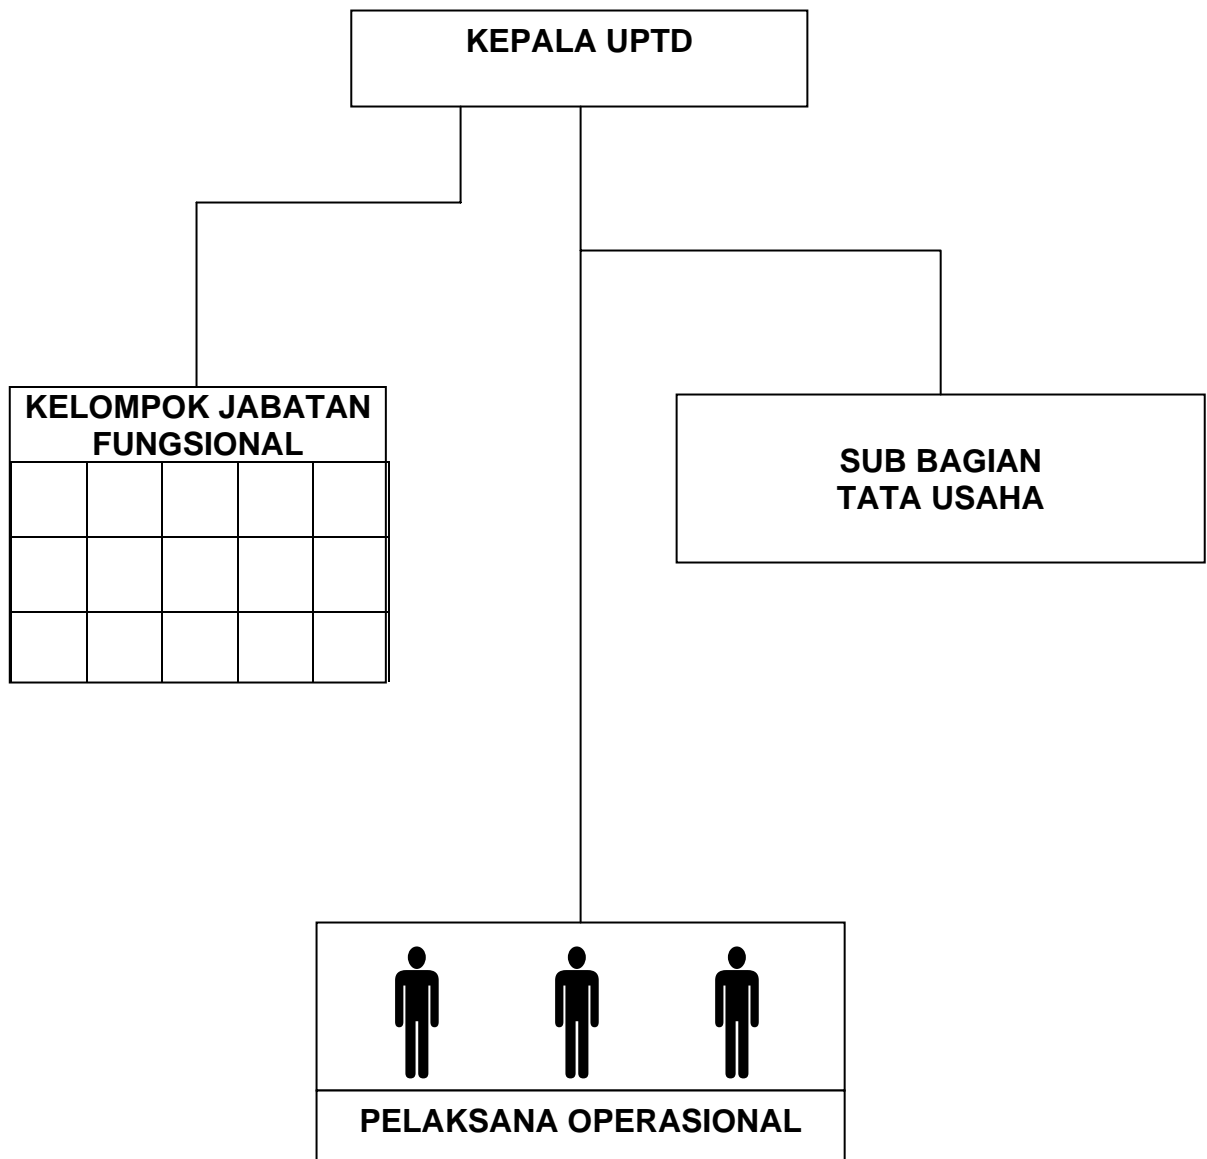 KEPALA UPTD
KELOMPOK JABATAN
FUNGSIONAL
SUB BAGIAN
TATA USAHA
PELAKSANA OPERASIONAL